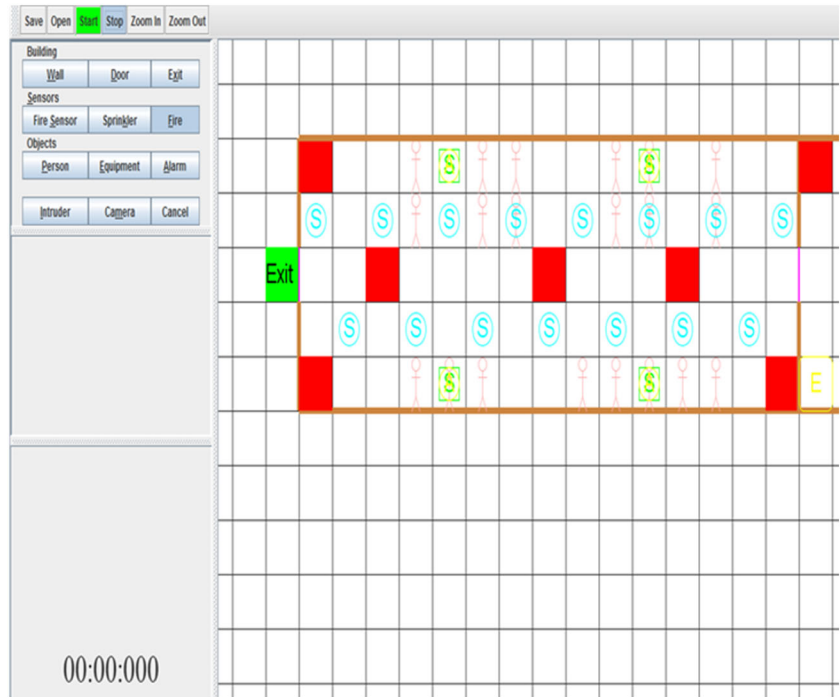 Save Open Start Stop Zoom In Zoom Out
Building
Wall Door Exit
Sensors
Fire Sensor Sprinkler Fire
Objects
Person Equipment Alarm
Intruder Camera Cancel
S S
S S S S S S S S
Exit
S S S S S S S
S S E
00:00:000